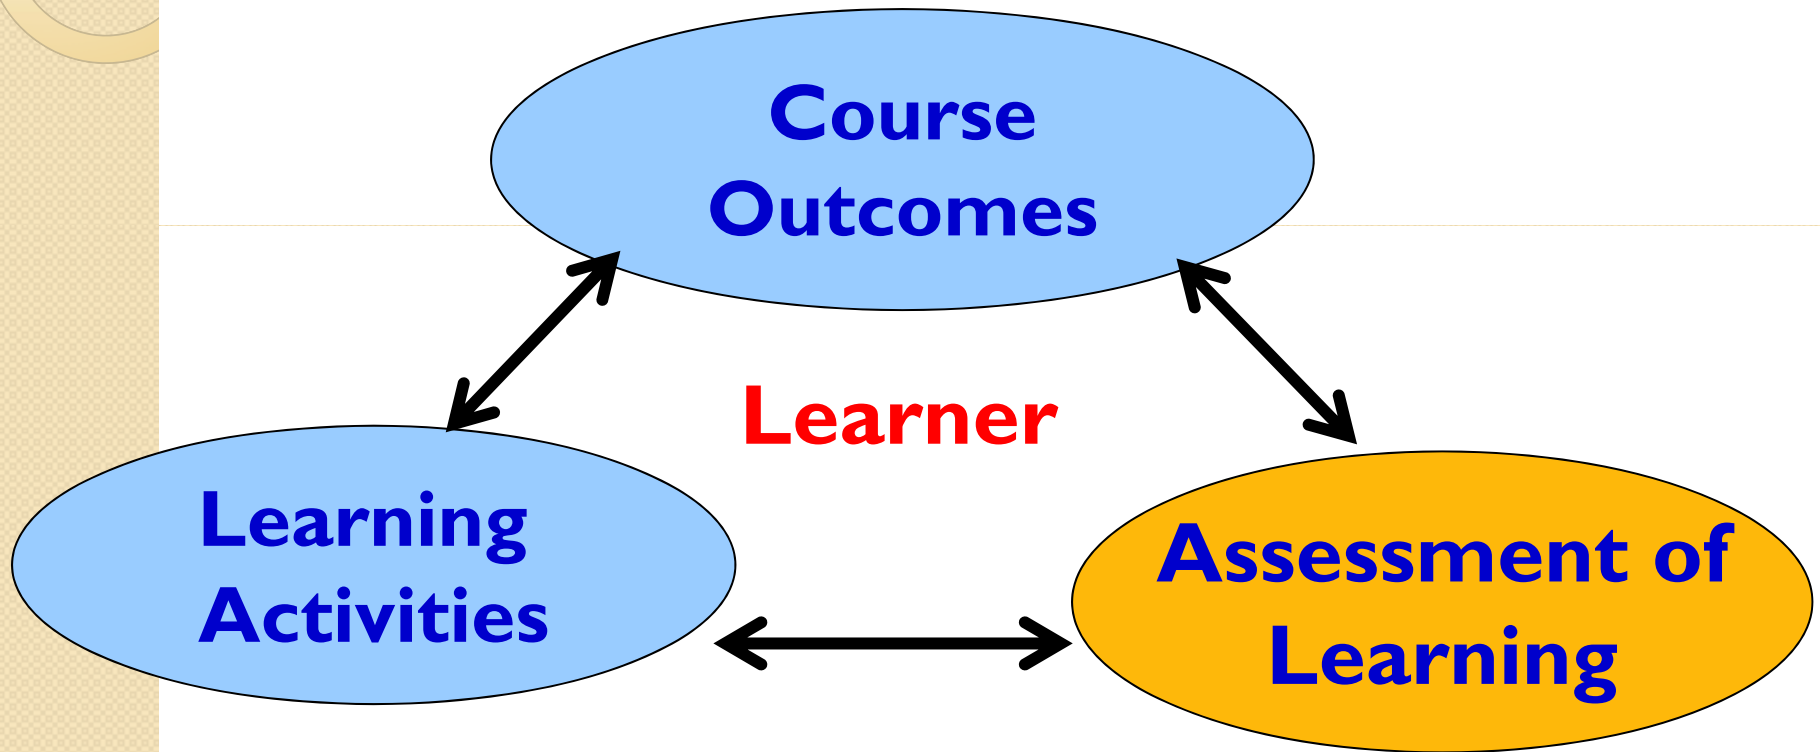 Course
Outcomes
Learner
Learning
Activities
Assessment of
Learning